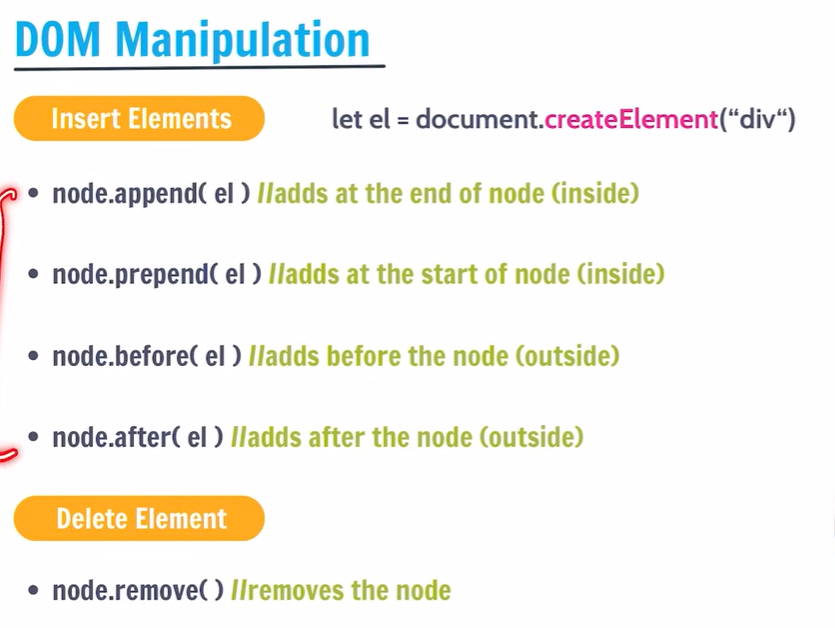 DOM Manipulation
Insert Elements let el = document.createElement(“div“)
• node.append( el ) //adds at the end of node (inside)
• node.prepend( el ) //adds at the start of node (inside)
• node.before( el ) //adds before the node (outside)
• node.after( el ) //adds after the node (outside)
Delete Element
• node.remove( ) //removes the node